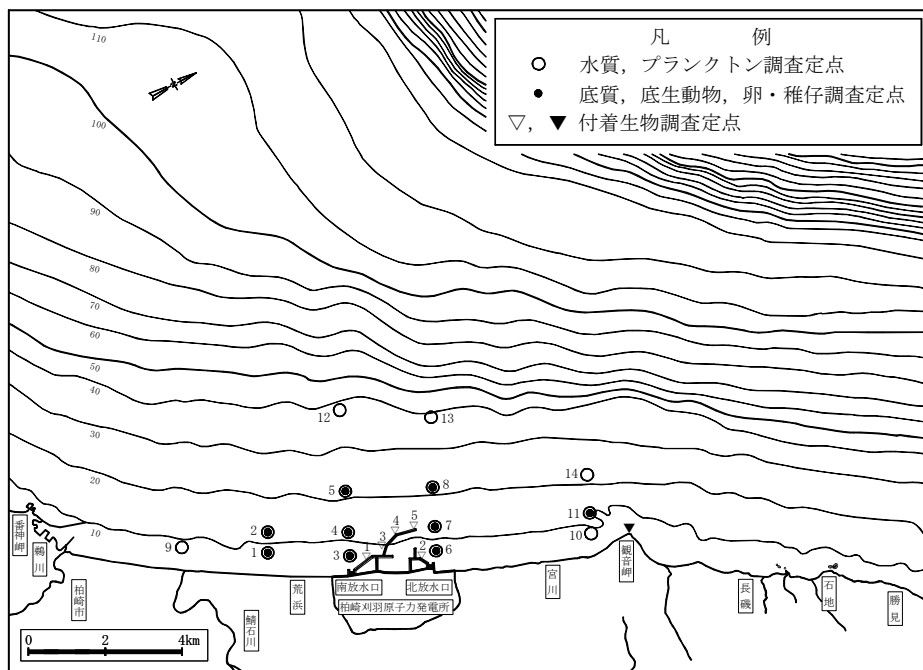 凡　例
水質，プランクトン調査定点
底質，底生動物，卵・稚仔調査定点
▽，▼ 付着生物調査定点
110
100
90
80
70
60
50
40
30
20
10
12
13
14
5
8
11
2
4
7
10
9
1
3
6
1
3
4
5
2
番神岬
鵜川
柏崎市
鯖石川
荒浜
南放水口
北放水口
柏崎刈羽原子力発電所
宮川
観音岬
長磯
石地
勝見
0 2 4km